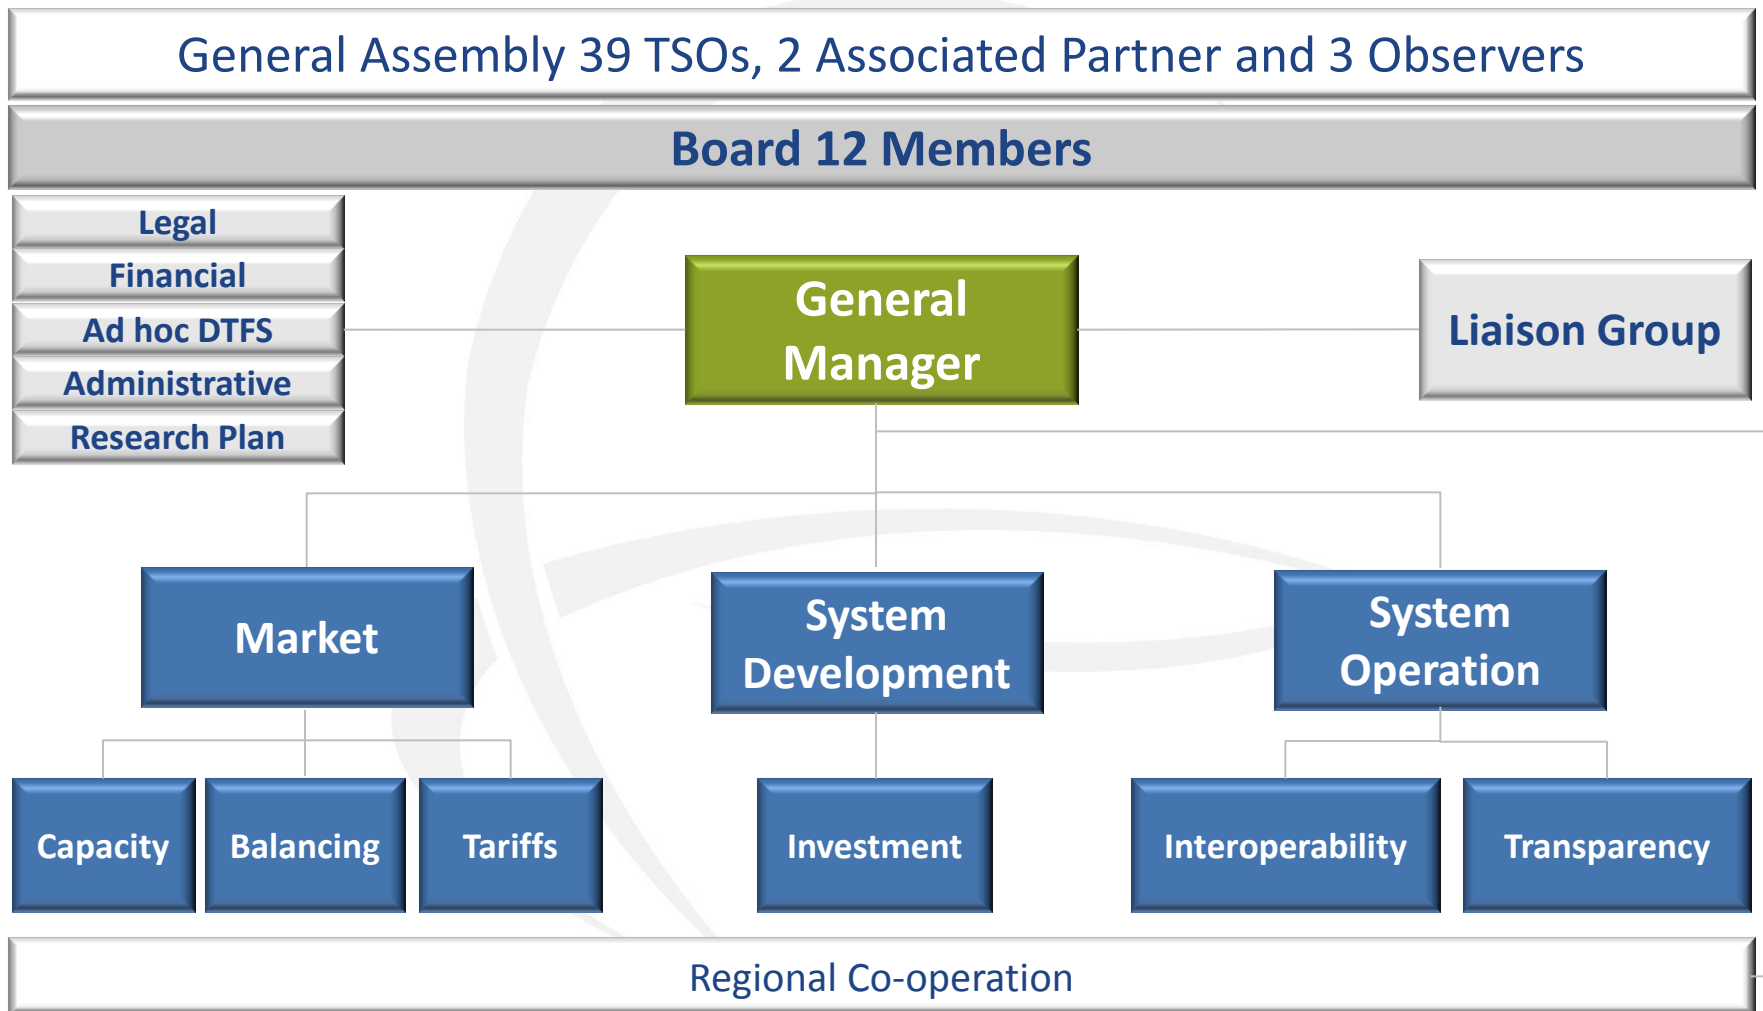 General Assembly 39 TSOs, 2 Associated Partner and 3 Observers
Board 12 Members
Legal
Financial
Ad hoc DTFS
Administrative
Research Plan
General
Manager
Liaison Group
Market
System
Development
System
Operation
Capacity
Balancing
Tariffs
Investment
Interoperability
Transparency
Regional Co-operation